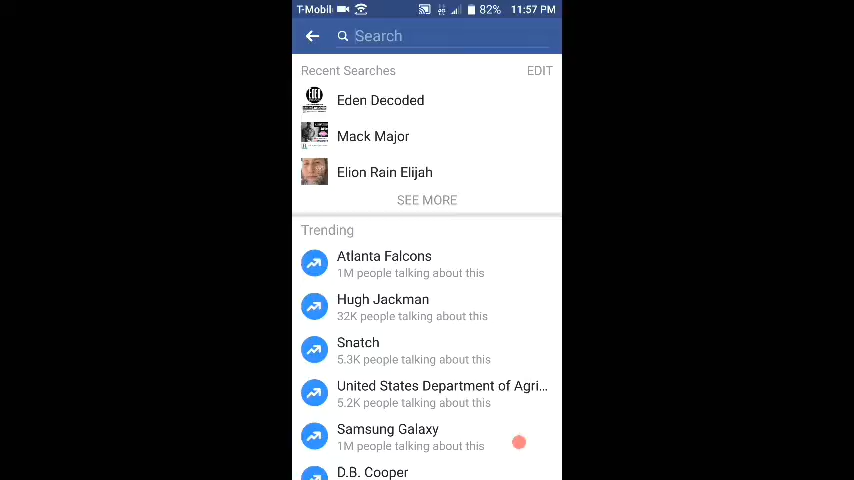 T-Mobil 82% 11:57 PM
Search
Recent Searches EDIT
Eden Decoded
Mack Major
Elion Rain Elijah
SEE MORE
Trending
Atlanta Falcons
1M people talking about this
Hugh Jackman
32K people talking about this
Snatch
5.3K people talking about this
United States Department of Agri...
5.2K people talking about this
Samsung Galaxy
1M people talking about this
D.B. Cooper